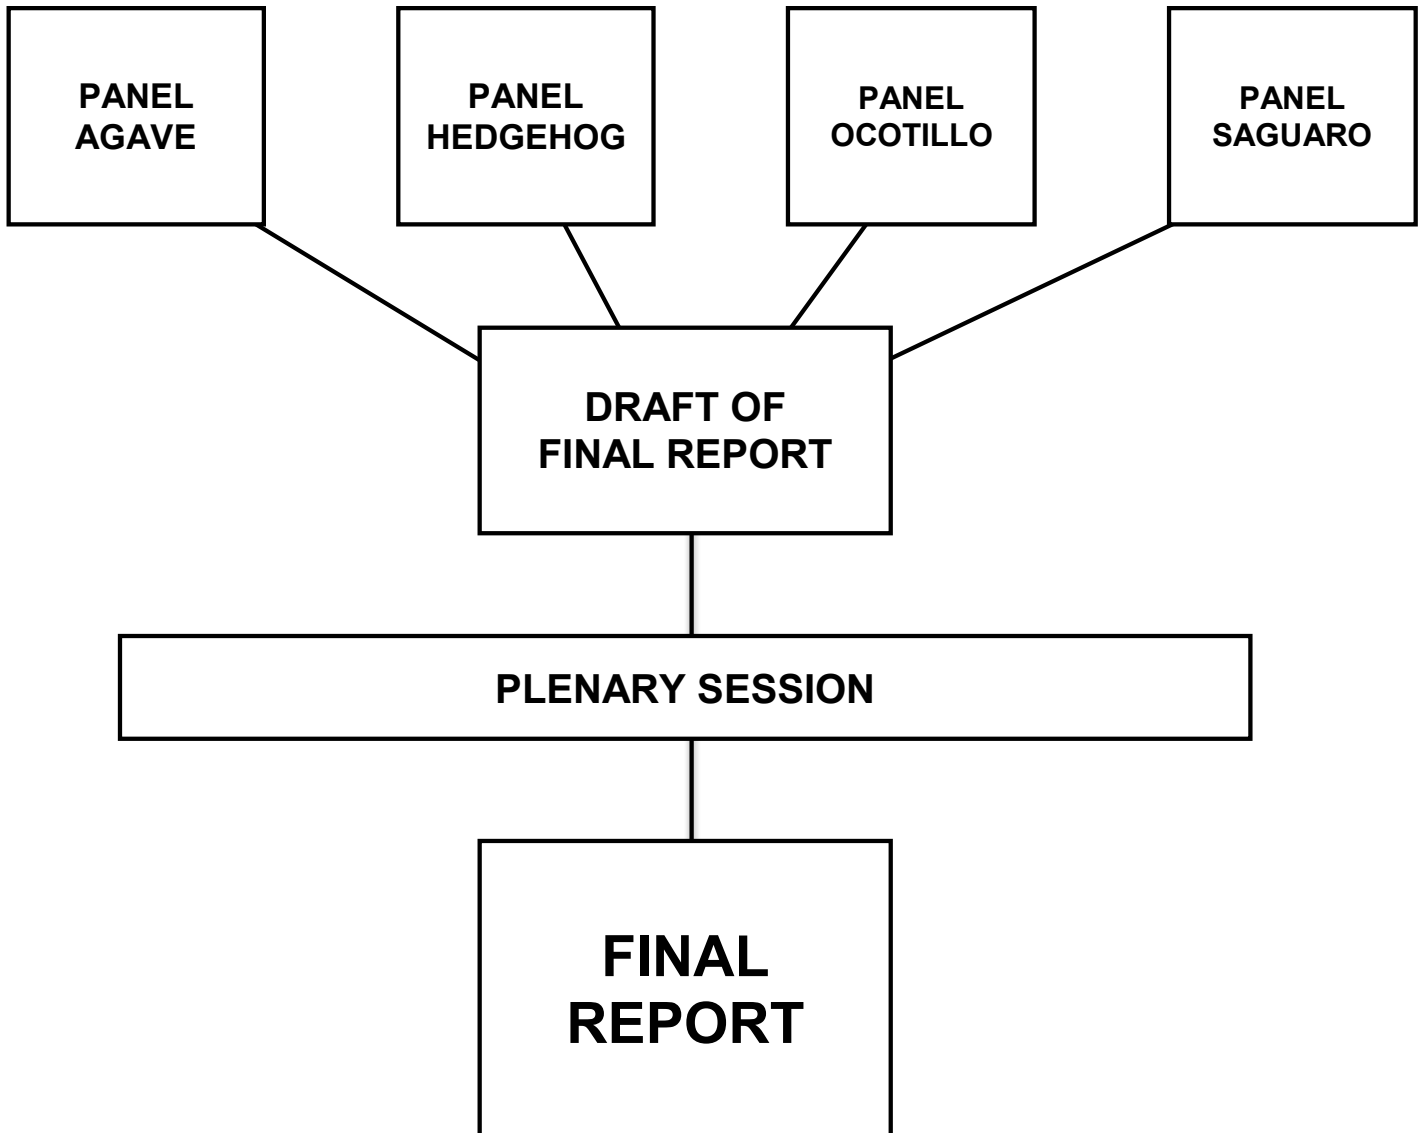 PANEL
AGAVE
PANEL
HEDGEHOG
PANEL
OCOTILLO
PANEL
SAGUARO
DRAFT OF
FINAL REPORT
PLENARY SESSION
FINAL
REPORT